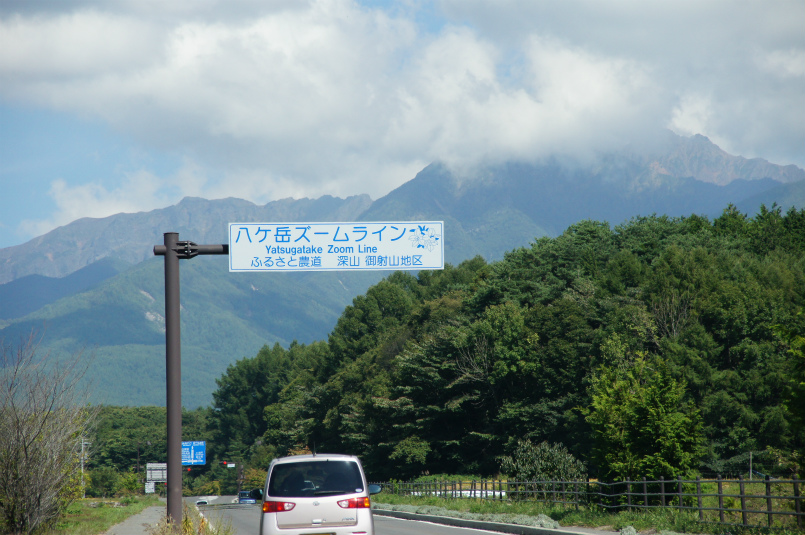 八ケ岳ズームライン
Yatsugatake Zoom Line
ふるさと農道　深山 御射山地区